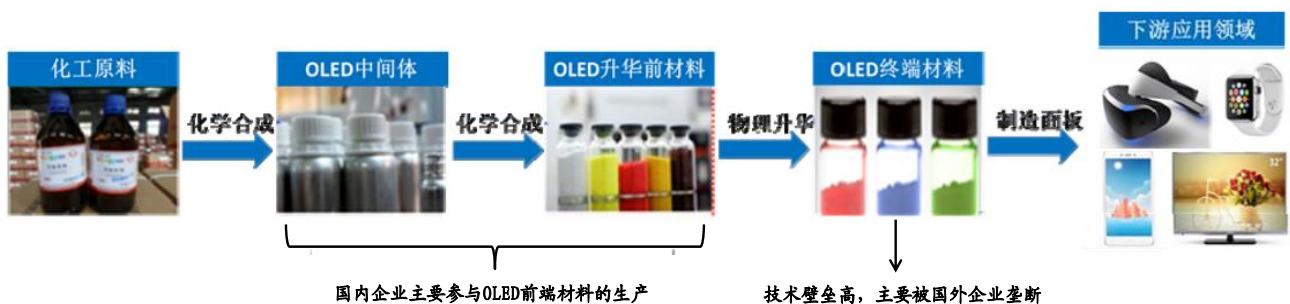 下游应用领域
化工原料
OLED中间体
OLED升华前材料
OLED终端材料
化学合成
化学合成
物理升华
制造面板
32"
国内企业主要参与OLED前端材料的生产
技术壁垒高，主要被国外企业垄断